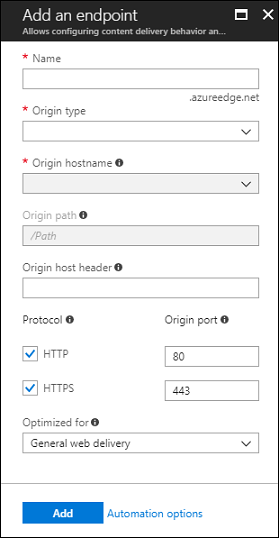 Add an endpoint
Allows configuring content delivery behavior an...
* Name
.azureedge.net
* Origin type
* Origin hostname
Origin path
/Path
Origin host header
Protocol Origin port
HTTP 80
HTTPS 443
Optimized for
General web delivery
Add Automation options